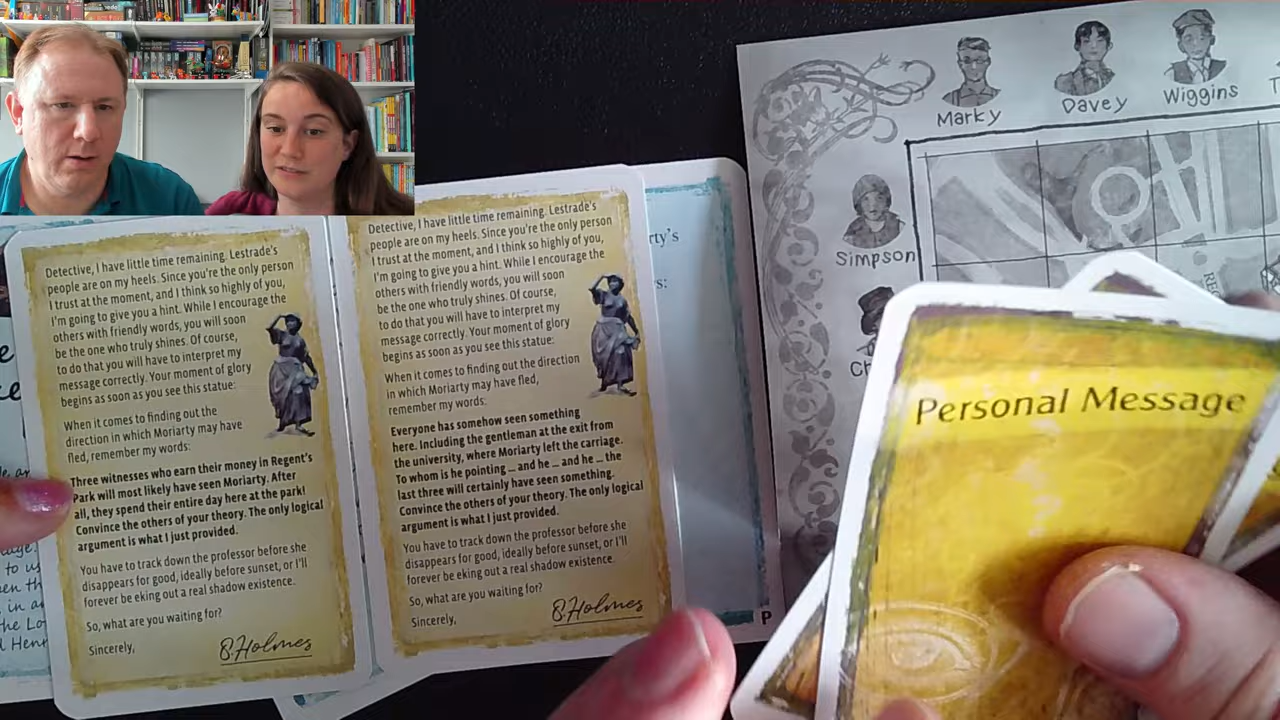 Detective, I have little time remaining. Lestrade's
people are on my heels. Since you're the only person
I trust at the moment, and I think so highly of you,
I'm going to give you a hint. While I encourage the
others with friendly words, you will soon
be the one who truly shines. Of course,
to do that you will have to interpret my
message correctly. Your moment of glory
begins as soon as you see this statue:
When it comes to finding out the
direction in which Moriarty may have
fled, remember my words:
Three witnesses who earn their money in Regent's
Park will most likely have seen Moriarty. After
all, they spend their entire day here at the park!
Convince the others of your theory. The only logical
argument is what I just provided.
You have to track down the professor before she
disappears for good, ideally before sunset, or I'll
forever be eking out a real shadow existence.
So, what are you waiting for?
Sincerely,
S.Holmes
Detective, I have little time remaining. Lestrade's
people are on my heels. Since you're the only person
I trust at the moment, and I think so highly of you,
I'm going to give you a hint. While I encourage the
others with friendly words, you will soon
be the one who truly shines. Of course,
to do that you will have to interpret my
message correctly. Your moment of glory
begins as soon as you see this statue:
When it comes to finding out the direction
in which Moriarty may have fled,
remember my words:
Everyone has somehow seen something
here. Including the gentleman at the exit from
the university, where Moriarty left the carriage.
To whom is he pointing ... and he ... and he ... the
last three will certainly have seen something.
Convince the others of your theory. The only logical
argument is what I just provided.
You have to track down the professor before she
disappears for good, ideally before sunset, or I'll
forever be eking out a real shadow existence.
So, what are you waiting for?
Sincerely,
S.Holmes
P
Marky
Davey
Wiggins
Simpson
Personal Message